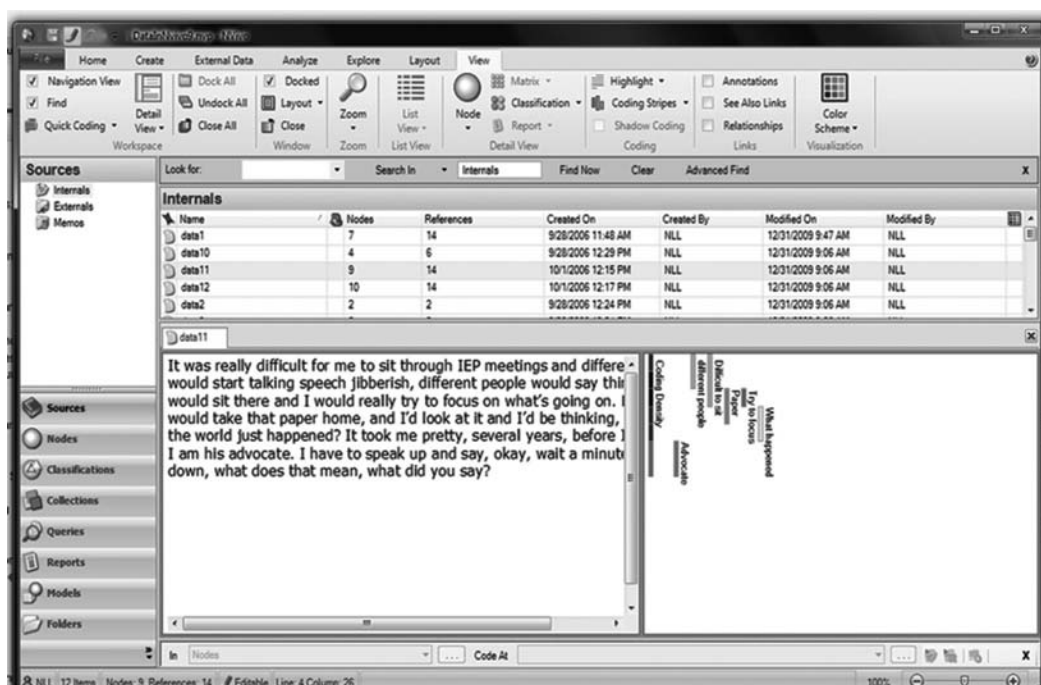 DataInNvivo9.nvp - NVivo
File Home Create External Data Analyze Explore Layout View
Navigation View
Find
Quick Coding
Detail View
Workspace
Dock All
Undock All
Close All
Docked
Layout
Close
Window
Zoom
Zoom
List View
List View
Node
Matrix
Classification
Report
Detail View
Highlight
Coding Stripes
Shadow Coding
Coding
Annotations
See Also Links
Relationships
Links
Color Scheme
Visualization
Sources
Internals
Externals
Memos
Look for: Search In Internals Find Now Clear Advanced Find X
Internals
Name Nodes References Created On Created By Modified On Modified By
data1 7 14 9/28/2006 11:48 AM NLL 12/31/2009 9:47 AM NLL
data10 4 6 9/28/2006 12:29 PM NLL 12/31/2009 9:06 AM NLL
data11 9 14 10/1/2006 12:15 PM NLL 12/31/2009 9:06 AM NLL
data12 10 14 10/1/2006 12:17 PM NLL 12/31/2009 9:06 AM NLL
data2 2 2 9/28/2006 12:24 PM NLL 12/31/2009 9:06 AM NLL
data11
It was really difficult for me to sit through IEP meetings and differe
would start talking speech jibberish, different people would say thin
would sit there and I would really try to focus on what's going on.
would take that paper home, and I'd look at it and I'd be thinking,
the world just happened? It took me pretty, several years, before I
I am his advocate. I have to speak up and say, okay, wait a minute
down, what does that mean, what did you say?
Coding Density
Advocate
different people
Difficult to sit
Paper
Try to focus
What happened
Sources
Nodes
Classifications
Collections
Queries
Reports
Models
Folders
In Nodes ... Code At ... X
NLL 12 Items Nodes: 9 References: 14 Editable Line: 4 Column: 26 100%